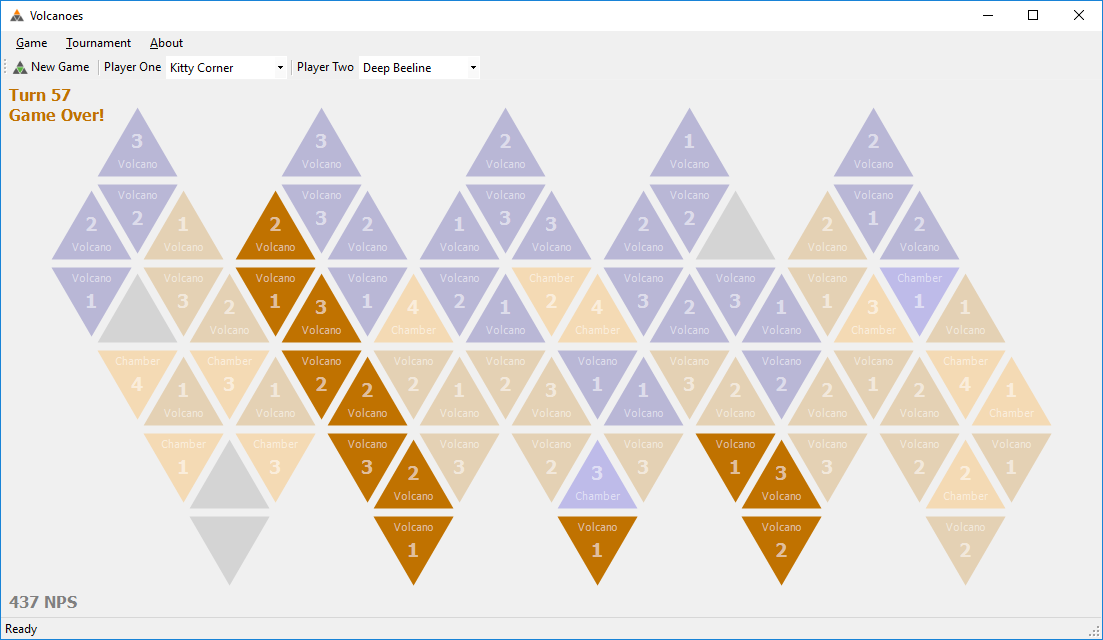 Volcanoes
Game Tournament About
New Game Player One Kitty Corner Player Two Deep Beeline
Turn 57
Game Over!
3 3 2 1 2
Volcano Volcano Volcano Volcano Volcano
Volcano Volcano Volcano Volcano Volcano
2 3 3 2 1
2 1 2 2 1 3 2 2 2
Volcano Volcano Volcano Volcano Volcano Volcano Volcano Volcano Volcano
Volcano Volcano Volcano Volcano Volcano Chamber Volcano Volcano Volcano Chamber
1 3 1 1 2 2 3 3 1 1
2 3 4 1 4 2 1 3 1
Volcano Volcano Chamber Volcano Chamber Volcano Volcano Chamber Volcano
Chamber Chamber Volcano Volcano Volcano Volcano Volcano Volcano Volcano Chamber
4 3 2 2 2 1 3 2 1 4
1 1 2 1 3 1 2 2 2 1
Volcano Volcano Volcano Volcano Volcano Volcano Volcano Volcano Volcano Chamber
Chamber Chamber Volcano Volcano Volcano Volcano Volcano Volcano Volcano Volcano
1 3 3 3 2 3 1 3 2 1
2 3 3 2
Volcano Chamber Volcano Chamber
Volcano Volcano Volcano Volcano
1 1 2 2
437 NPS
Ready